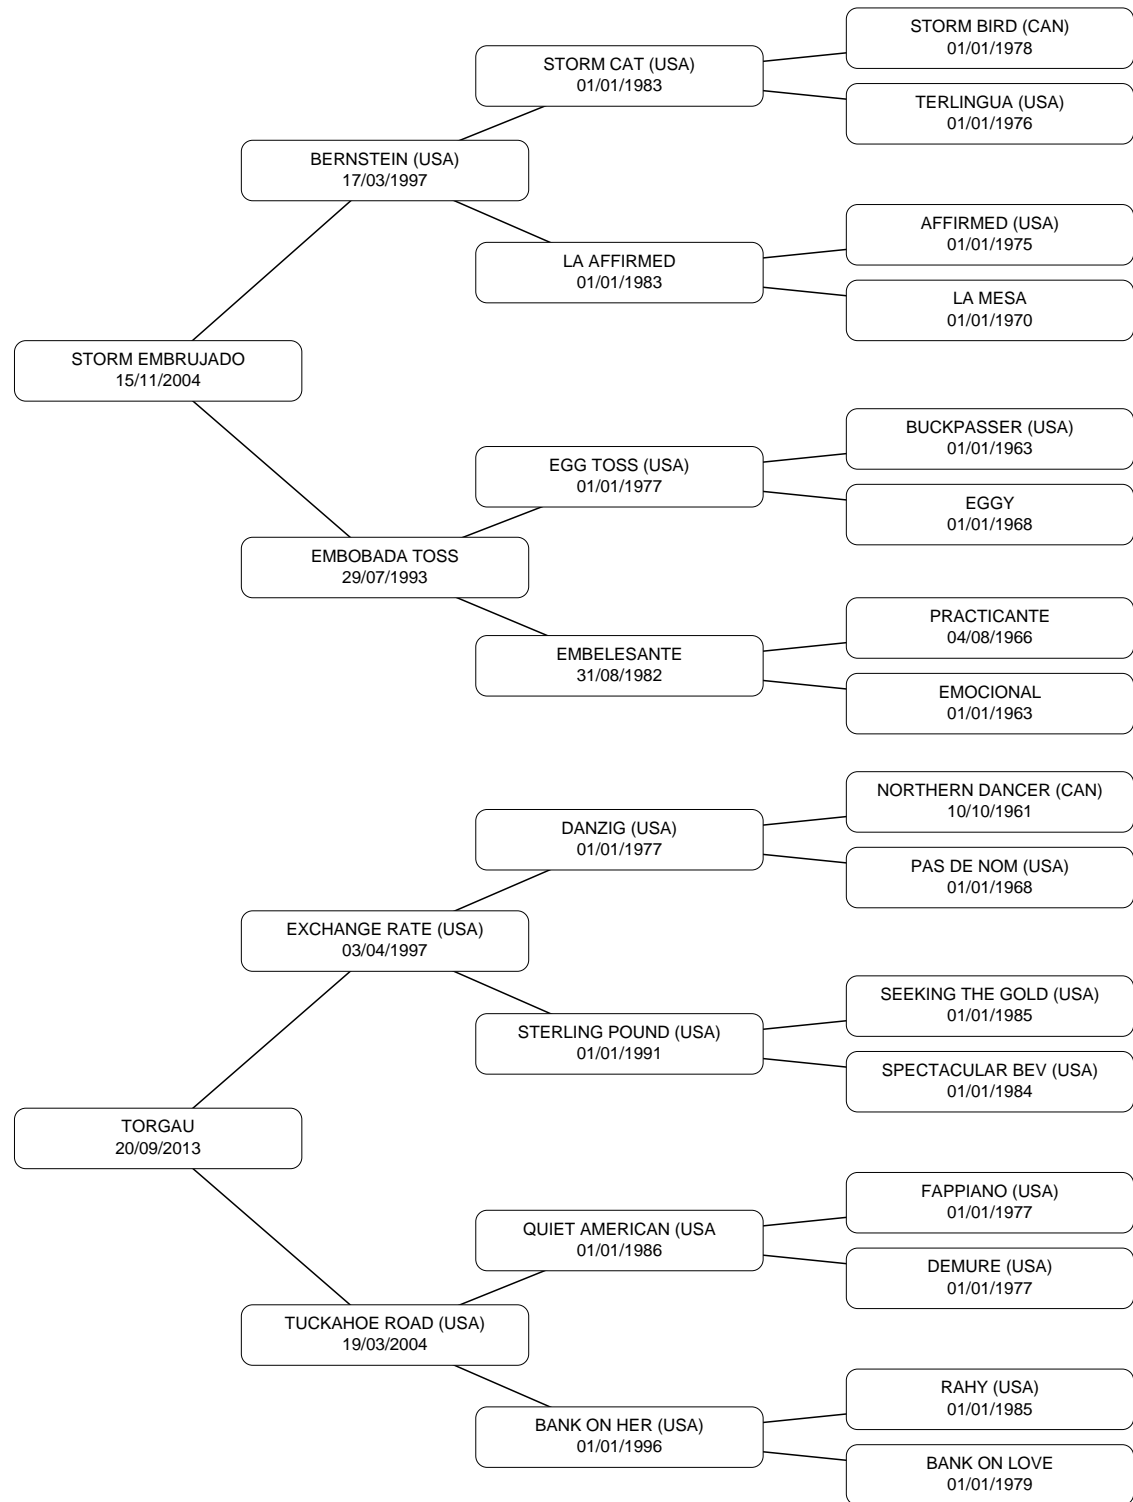 STORM BIRD (CAN)
01/01/1978
STORM CAT (USA)
01/01/1983
TERLINGUA (USA)
01/01/1976
BERNSTEIN (USA)
17/03/1997
AFFIRMED (USA)
01/01/1975
LA AFFIRMED
01/01/1983
LA MESA
01/01/1970
STORM EMBRUJADO
15/11/2004
BUCKPASSER (USA)
01/01/1963
EGG TOSS (USA)
01/01/1977
EGGY
01/01/1968
EMBOBADA TOSS
29/07/1993
PRACTICANTE
04/08/1966
EMBELESANTE
31/08/1982
EMOCIONAL
01/01/1963
NORTHERN DANCER (CAN)
10/10/1961
DANZIG (USA)
01/01/1977
PAS DE NOM (USA)
01/01/1968
EXCHANGE RATE (USA)
03/04/1997
SEEKING THE GOLD (USA)
01/01/1985
STERLING POUND (USA)
01/01/1991
SPECTACULAR BEV (USA)
01/01/1984
TORGAU
20/09/2013
FAPPIANO (USA)
01/01/1977
QUIET AMERICAN (USA
01/01/1986
DEMURE (USA)
01/01/1977
TUCKAHOE ROAD (USA)
19/03/2004
RAHY (USA)
01/01/1985
BANK ON HER (USA)
01/01/1996
BANK ON LOVE
01/01/1979